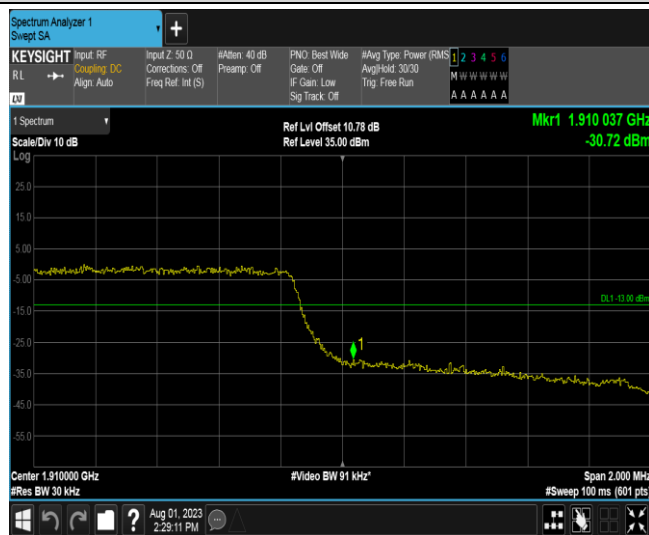 Spectrum Analyzer 1
Swept SA
KEYSIGHT
RL
LXI
Input: RF
Coupling: DC
Align: Auto
Input Z: 50 Ω
Corrections: Off
Freq Ref: Int (S)
#Atten: 40 dB
Preamp: Off
PNO: Best Wide
Gate: Off
IF Gain: Low
Sig Track: Off
#Avg Type: Power (RMS
Avg|Hold: 30/30
Trig: Free Run
1 2 3 4 5 6
M W W W W W
A A A A A A
1 Spectrum
Scale/Div 10 dB
Log
Ref Lvl Offset 10.78 dB
Ref Level 35.00 dBm
Mkr1 1.910 037 GHz
-30.72 dBm
25.0
15.0
5.00
-5.00
-15.0
-25.0
-35.0
-45.0
-55.0
DL1 -13.00 dBm
1
Center 1.910000 GHz
#Res BW 30 kHz
#Video BW 91 kHz*
Span 2.000 MHz
#Sweep 100 ms (601 pts)
?
Aug 01, 2023
2:29:11 PM